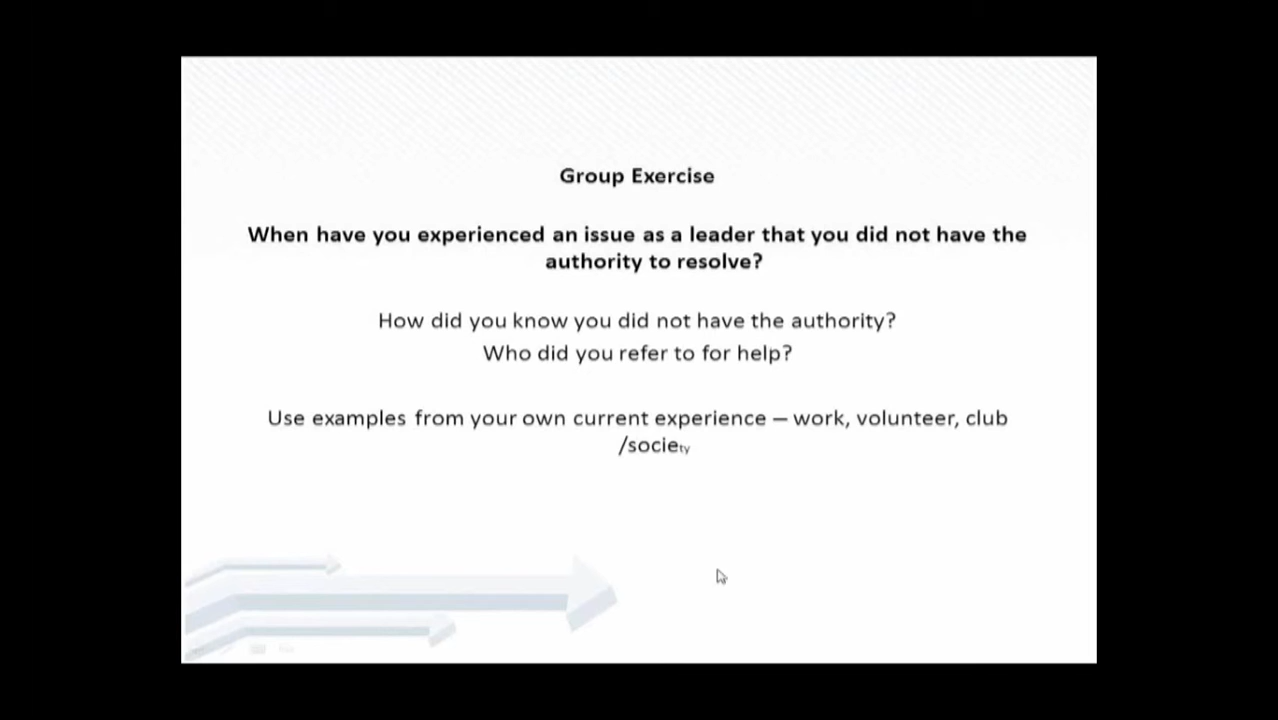 Group Exercise
When have you experienced an issue as a leader that you did not have the
authority to resolve?
How did you know you did not have the authority?
Who did you refer to for help?
Use examples from your own current experience – work, volunteer, club
/society